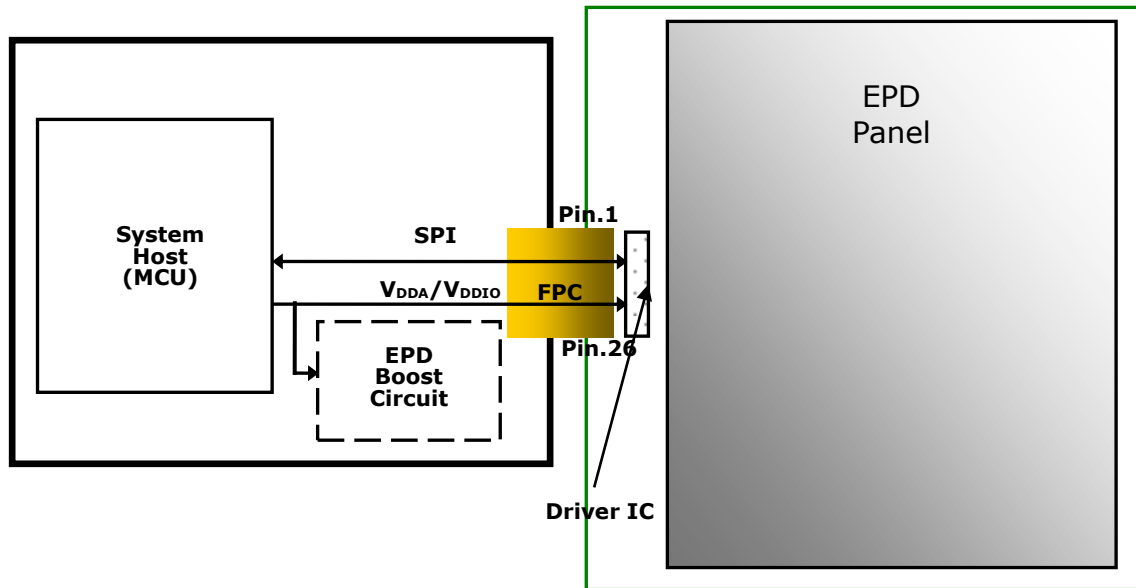 EPD
Panel
Pin.1
System
Host
(MCU)
SPI
VDDA/VDDIO
FPC
Pin.26
EPD
Boost
Circuit
Driver IC